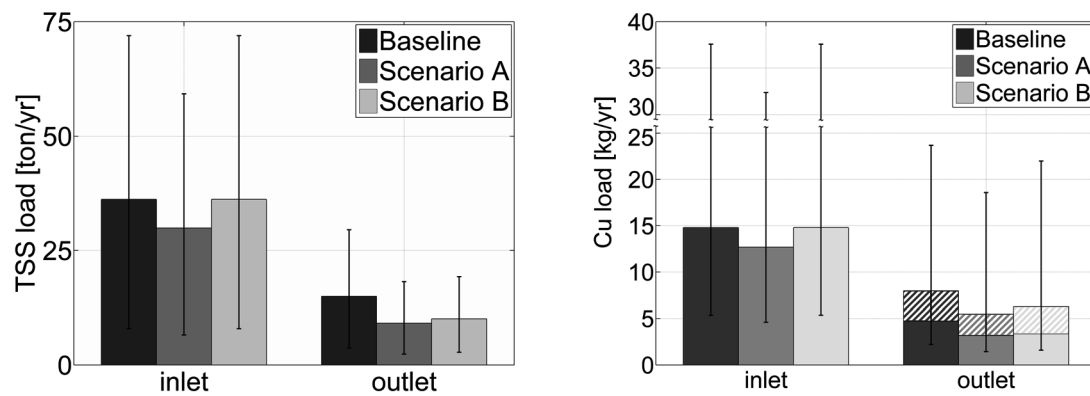 75
50
25
0
TSS load [ton/yr]
Baseline
Scenario A
Scenario B
inlet
outlet
40
35
30
25
20
15
10
5
0
Cu load [kg/yr]
Baseline
Scenario A
Scenario B
inlet
outlet